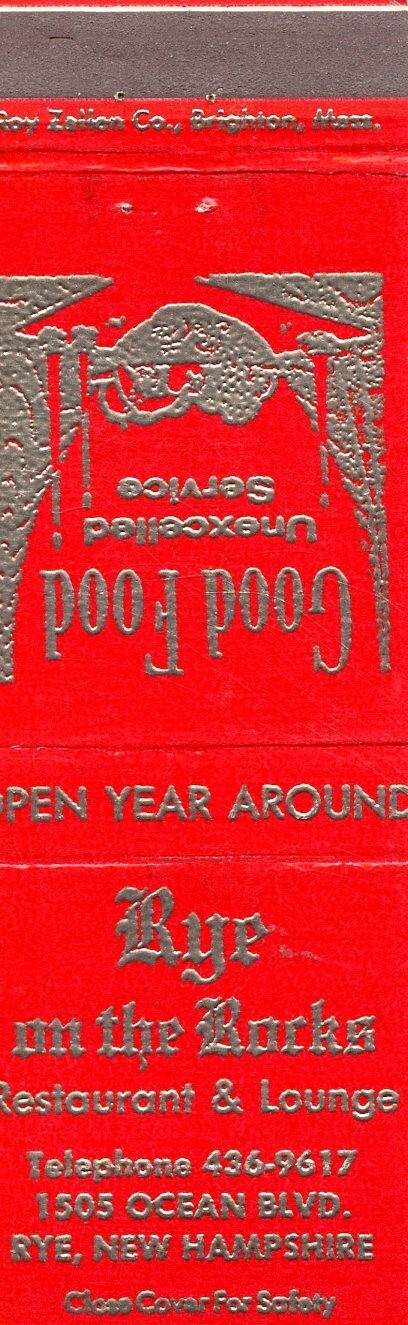 Roy Zallen Co., Brighton, Mass.
Good Food
Unexcelled
Service
OPEN YEAR AROUND
Rye
on the Rocks
Restaurant & Lounge
Telephone 436-9617
1505 OCEAN BLVD.
RYE, NEW HAMPSHIRE
Close Cover For Safety